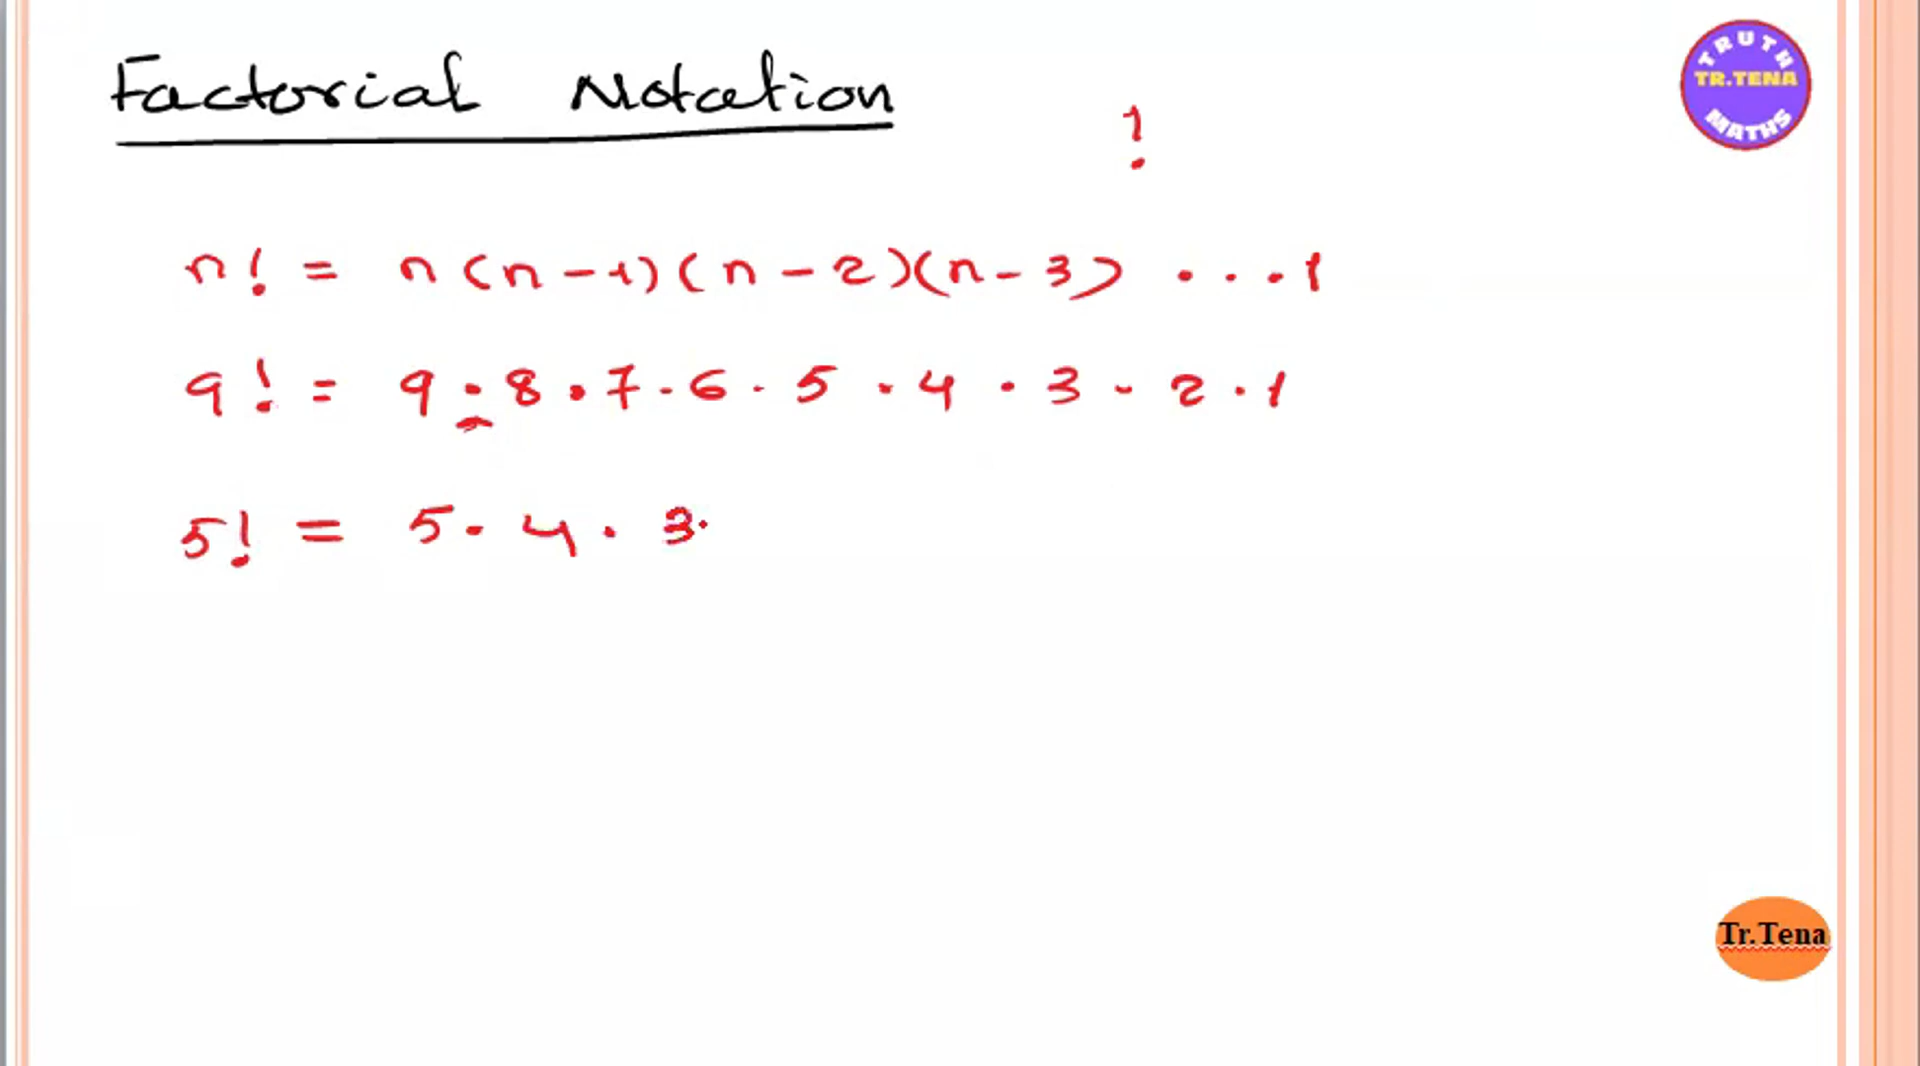 Factorial Notation
!
TRUTH
TR.TENA
MATHS
n! = n(n-1)(n-2)(n-3) ...1
9! = 9.8.7.6.5.4.3.2.1
5! = 5.4.3.
Tr.Tena